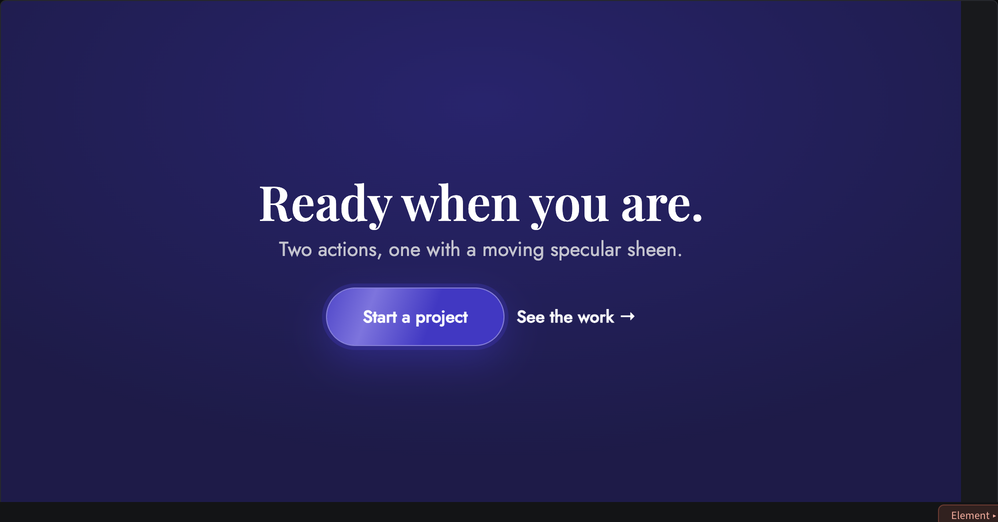 Ready when you are.
Two actions, one with a moving specular sheen.
Start a project
See the work →
Element ▸